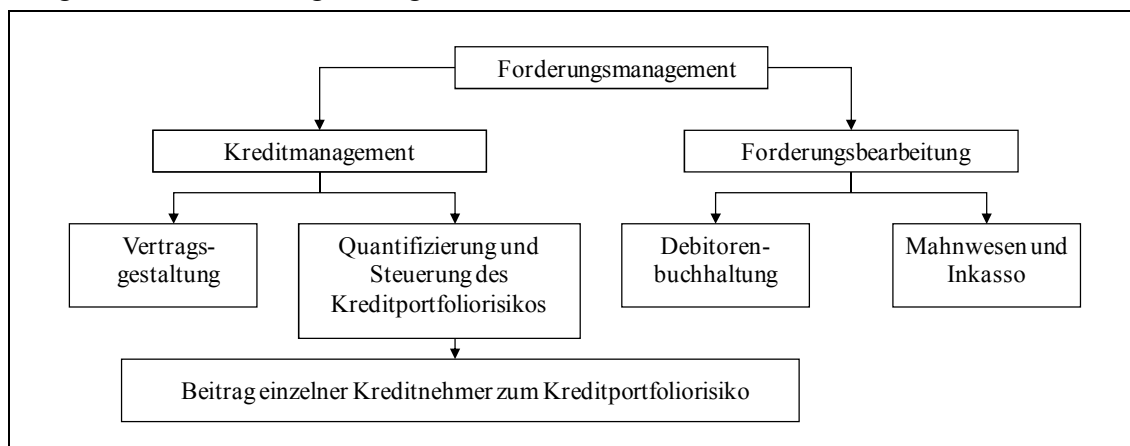 Forderungsmanagement
Kreditmanagement
Forderungsbearbeitung
Vertrags-
gestaltung
Quantifizierung und
Steuerung des
Kreditportfoliorisikos
Debitoren-
buchhaltung
Mahnwesen und
Inkasso
Beitrag einzelner Kreditnehmer zum Kreditportfoliorisiko